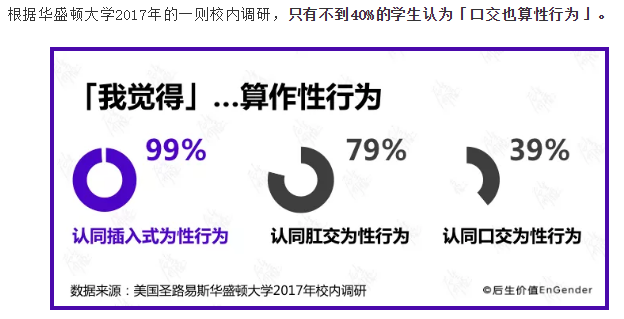 根据华盛顿大学2017年的一则校内调研，只有不到40%的学生认为「口交也算性行为」。
「我觉得」...算作性行为
99%
79%
39%
认同插入式为性行为
认同肛交为性行为
认同口交为性行为
数据来源：美国圣路易斯华盛顿大学2017年校内调研
©后生价值EnGender